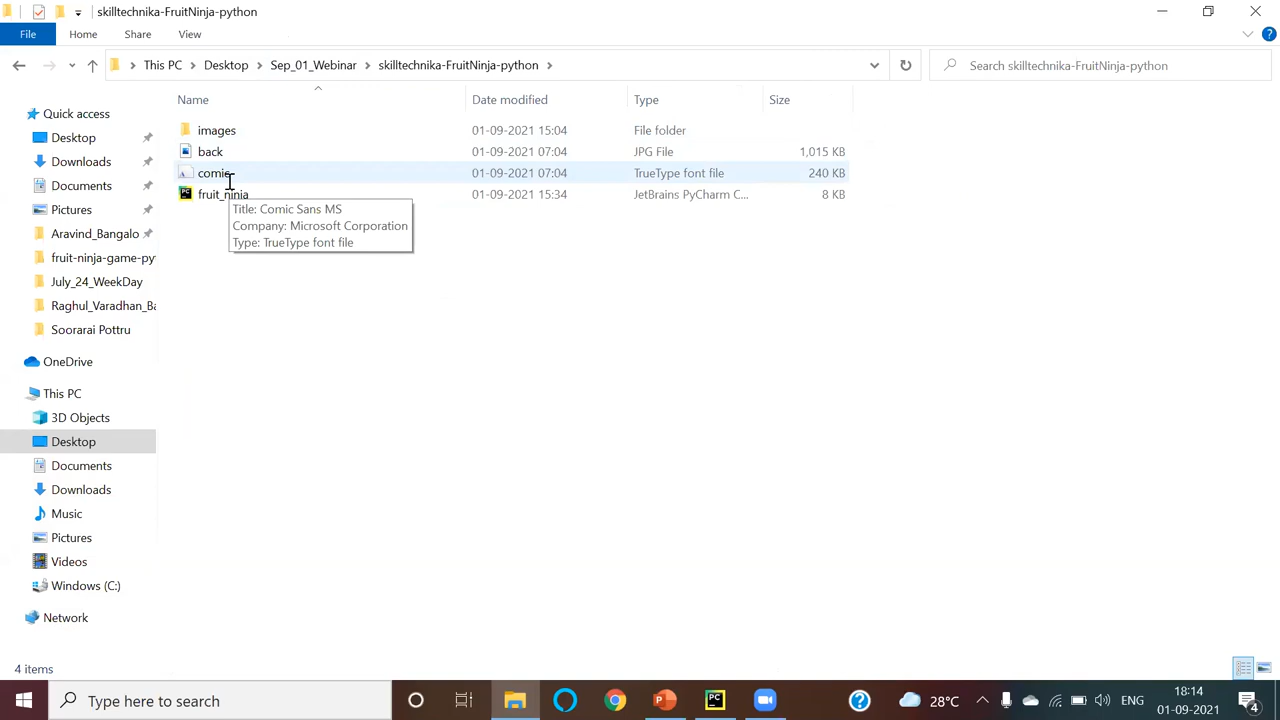 skilltechnika-FruitNinja-python
File Home Share View
This PC Desktop Sep_01_Webinar skilltechnika-FruitNinja-python
Search skilltechnika-FruitNinja-python
Name Date modified Type Size
Quick access
Desktop
Downloads
Documents
Pictures
Aravind_Bangalo
fruit-ninja-game-py
July_24_WeekDay
Raghul_Varadhan_Ba
Soorarai Pottru
OneDrive
This PC
3D Objects
Desktop
Documents
Downloads
Music
Pictures
Videos
Windows (C:)
Network
images 01-09-2021 15:04 File folder
back 01-09-2021 07:04 JPG File 1,015 KB
comic 01-09-2021 07:04 TrueType font file 240 KB
fruit_ninja 01-09-2021 15:34 JetBrains PyCharm C... 8 KB
Title: Comic Sans MS
Company: Microsoft Corporation
Type: TrueType font file
4 items
Type here to search
PC
28°C
ENG
18:14
01-09-2021
4